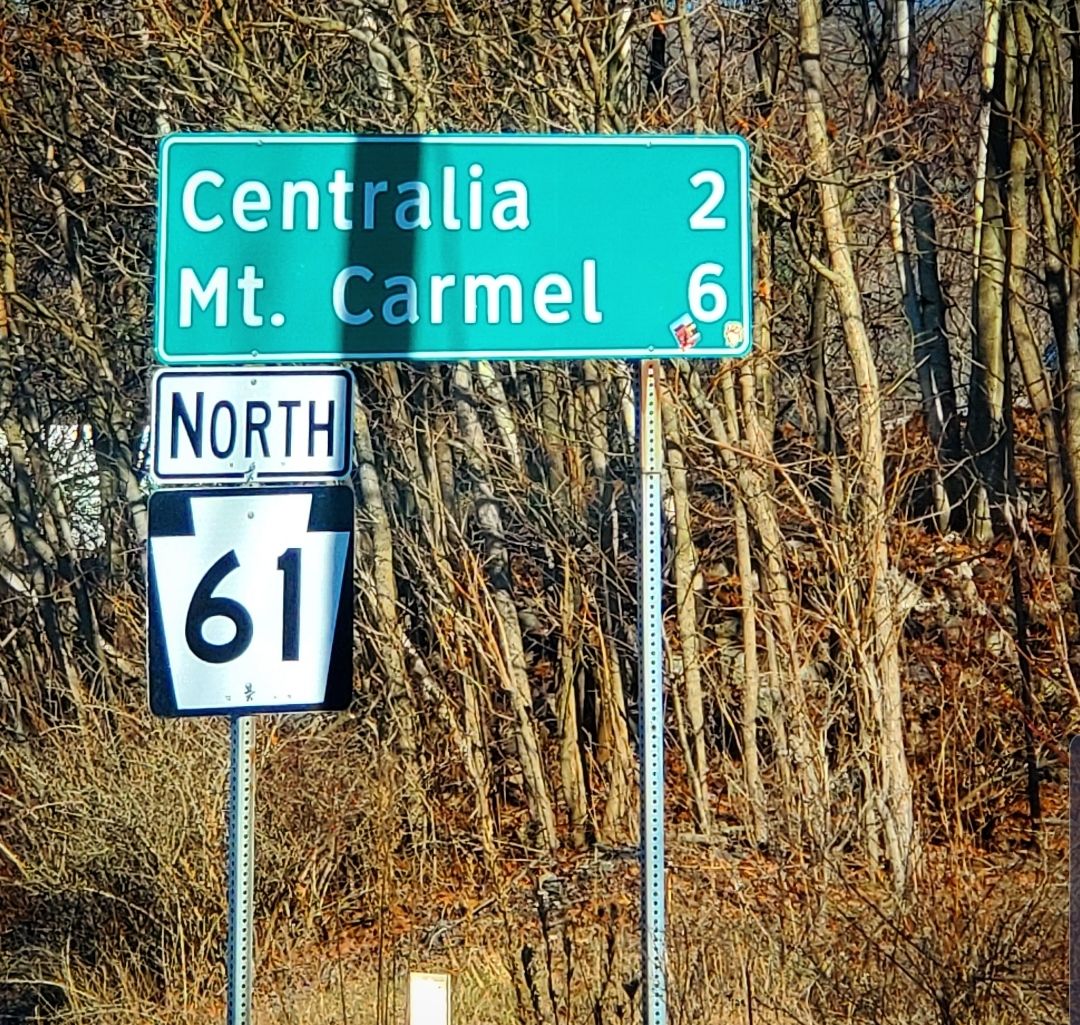 Centralia 2
Mt. Carmel 6
NORTH
61